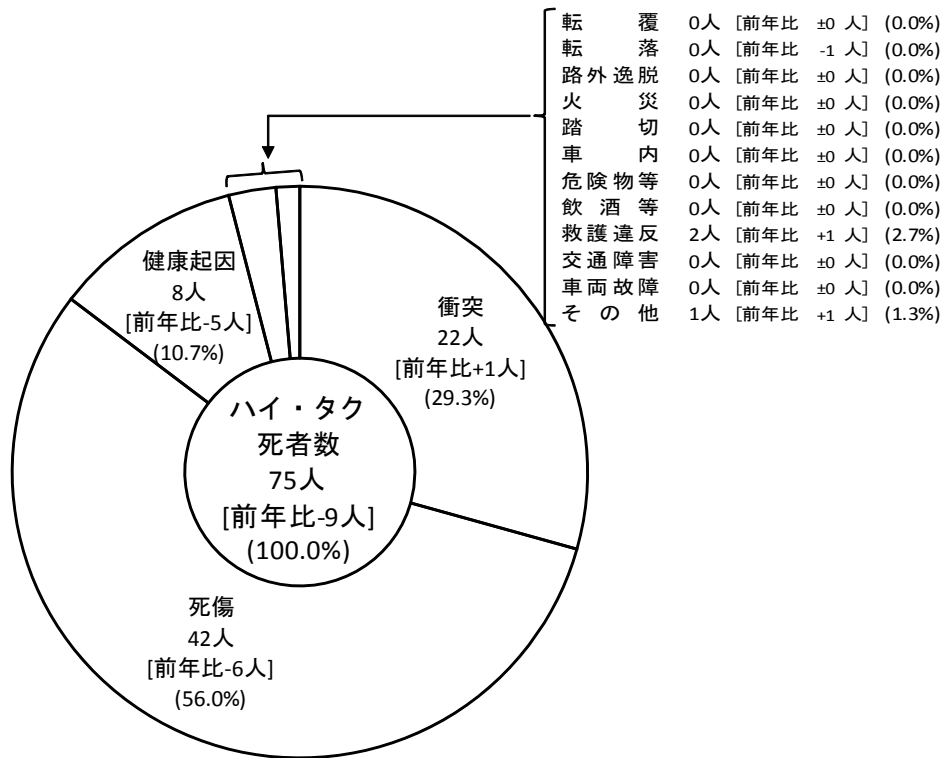 転覆 0人 [前年比 ±0 人] (0.0%)
転落 0人 [前年比 -1 人] (0.0%)
路外逸脱 0人 [前年比 ±0 人] (0.0%)
火災 0人 [前年比 ±0 人] (0.0%)
踏切 0人 [前年比 ±0 人] (0.0%)
車内 0人 [前年比 ±0 人] (0.0%)
危険物等 0人 [前年比 ±0 人] (0.0%)
飲酒等 0人 [前年比 ±0 人] (0.0%)
救護違反 2人 [前年比 +1 人] (2.7%)
交通障害 0人 [前年比 ±0 人] (0.0%)
車両故障 0人 [前年比 ±0 人] (0.0%)
その他 1人 [前年比 +1 人] (1.3%)
健康起因
8人
[前年比-5人]
(10.7%)
衝突
22人
[前年比+1人]
(29.3%)
ハイ・タク
死者数
75人
[前年比-9人]
(100.0%)
死傷
42人
[前年比-6人]
(56.0%)